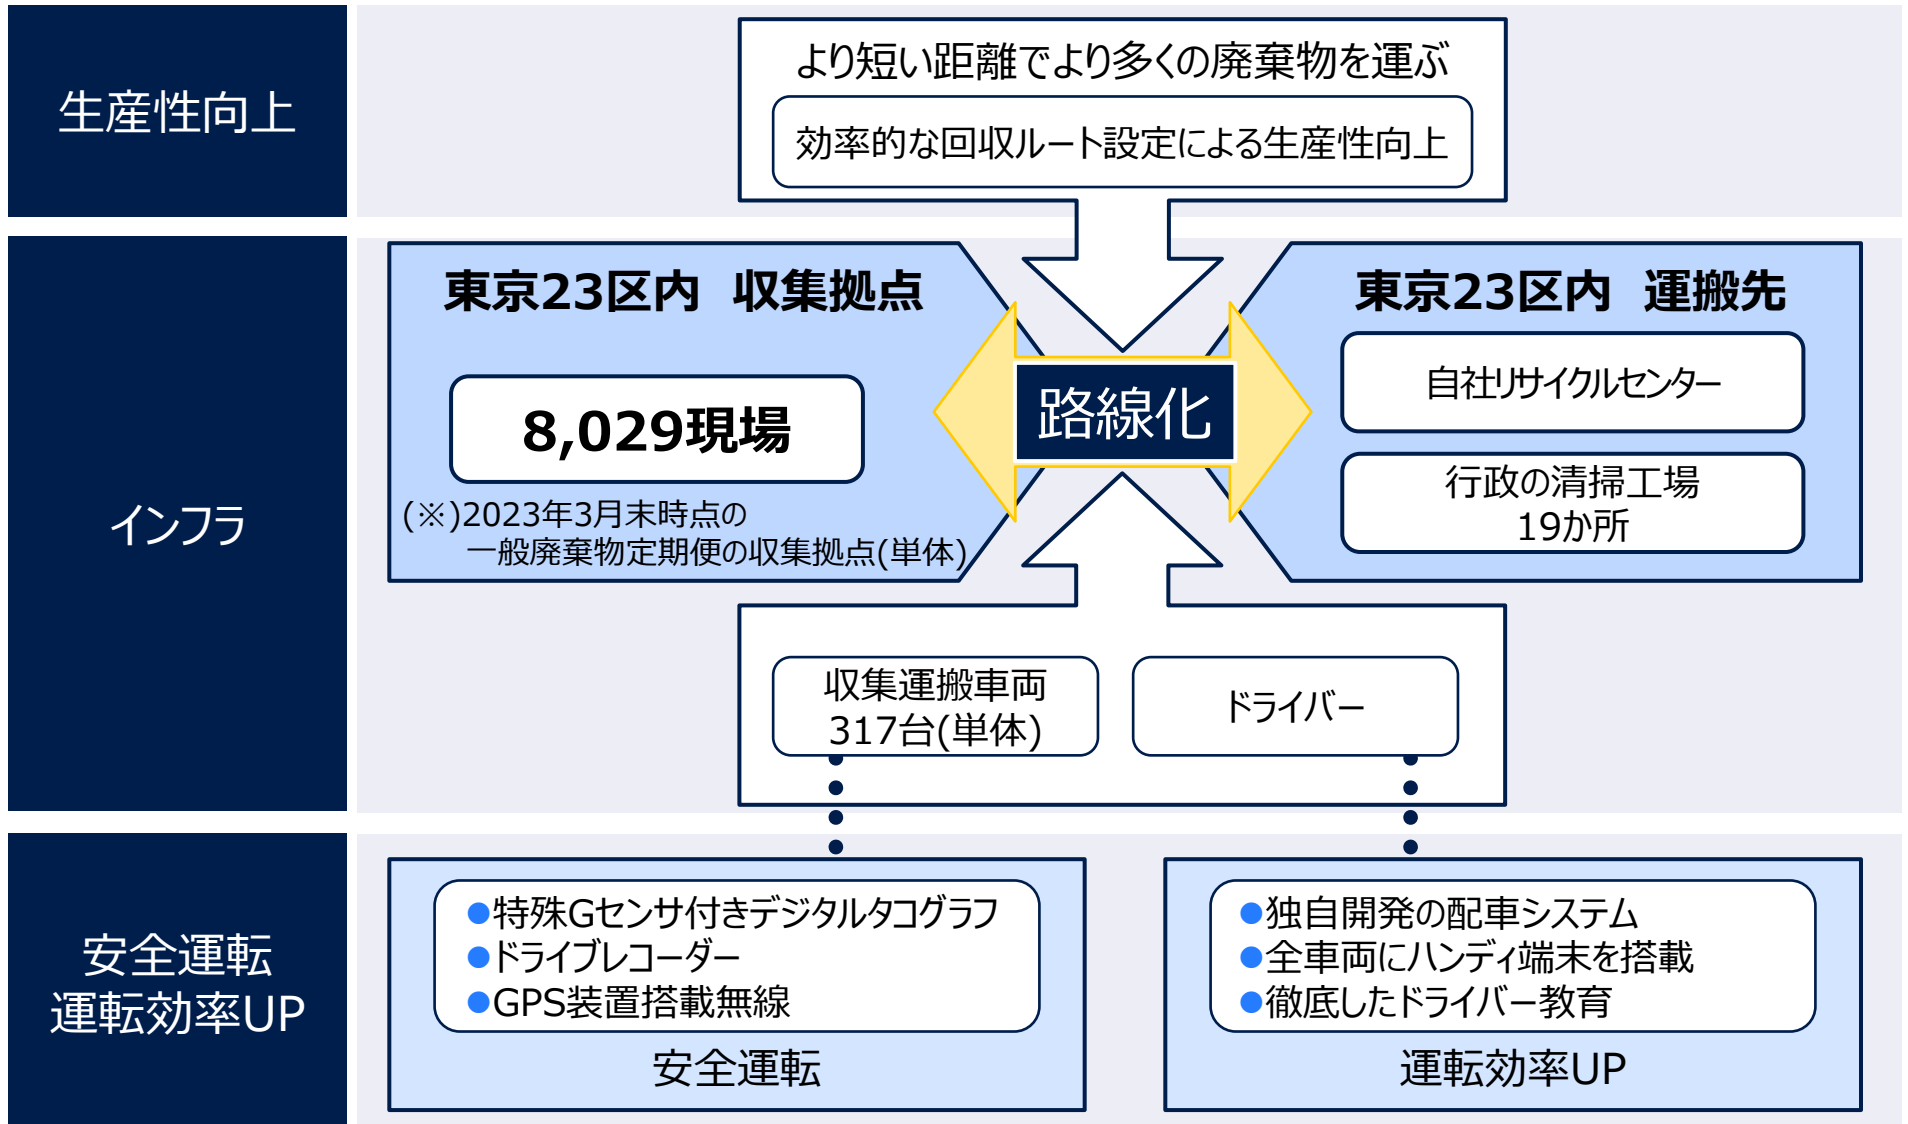 生産性向上
より短い距離でより多くの廃棄物を運ぶ
効率的な回収ルート設定による生産性向上
インフラ
東京23区内　収集拠点
8,029現場
(※)2023年3月末時点の
一般廃棄物定期便の収集拠点(単体)
路線化
東京23区内　運搬先
自社リサイクルセンター
行政の清掃工場
19か所
収集運搬車両
317台(単体)
ドライバー
安全運転
運転効率UP
●特殊Gセンサ付きデジタルタコグラフ
●ドライブレコーダー
●GPS装置搭載無線
安全運転
●独自開発の配車システム
●全車両にハンディ端末を搭載
●徹底したドライバー教育
運転効率UP